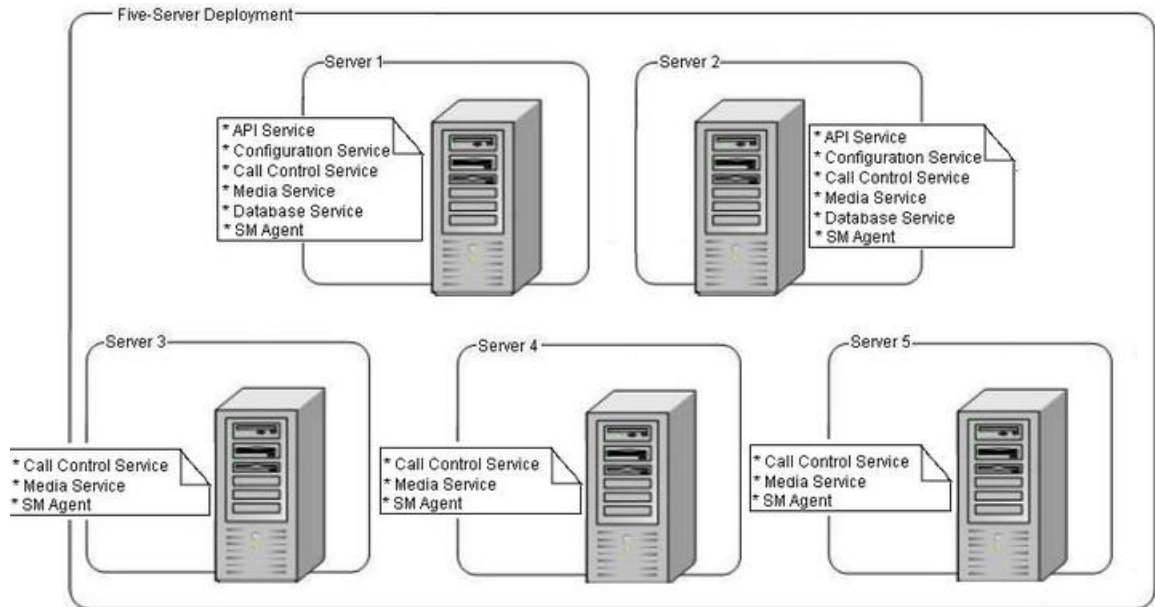 Five-Server Deployment
Server 1
* API Service
* Configuration Service
* Call Control Service
* Media Service
* Database Service
* SM Agent
Server 2
* API Service
* Configuration Service
* Call Control Service
* Media Service
* Database Service
* SM Agent
Server 3
* Call Control Service
* Media Service
* SM Agent
Server 4
* Call Control Service
* Media Service
* SM Agent
Server 5
* Call Control Service
* Media Service
* SM Agent